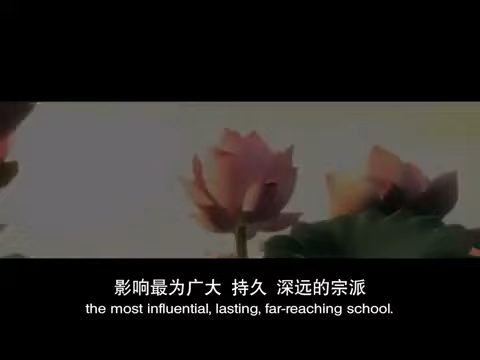 影响最为广大 持久 深远的宗派
the most influential, lasting, far-reaching school.